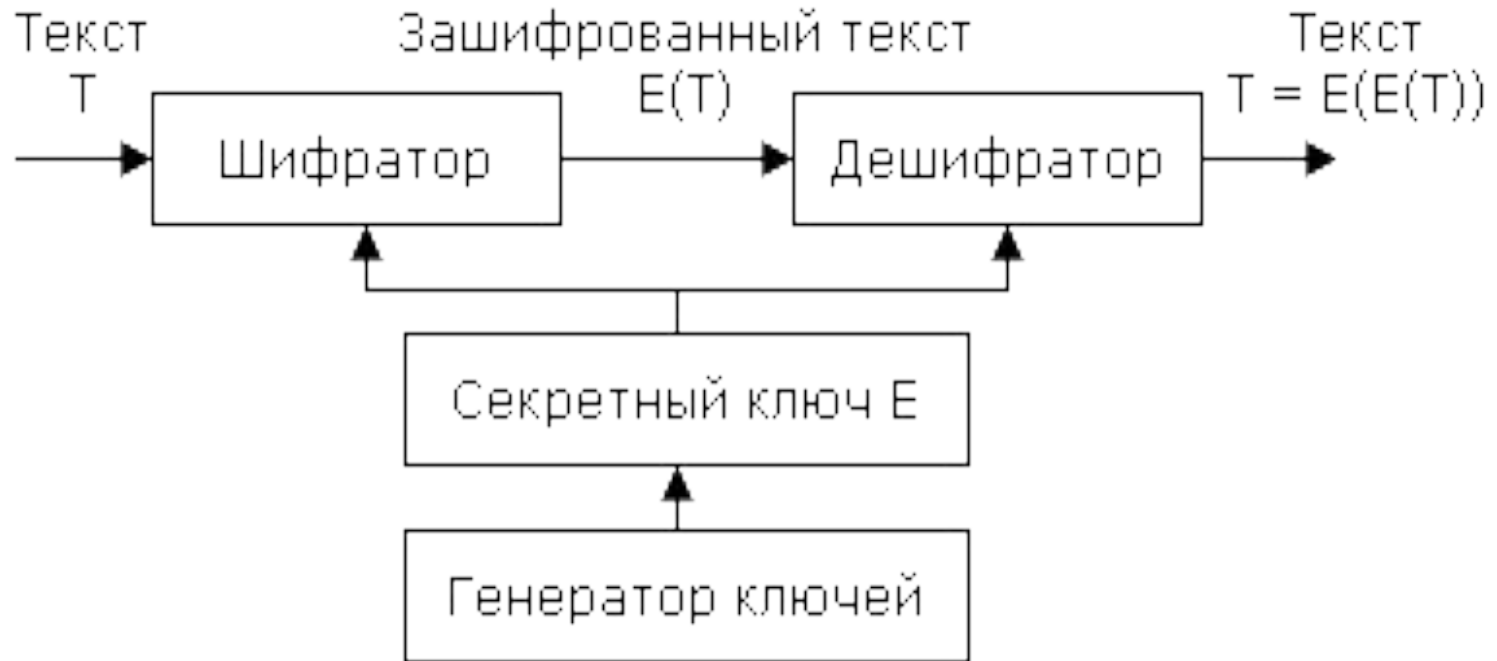 Текст
T
Зашифрованный текст
E(T)
Текст
T = E(E(T))
Шифратор
Дешифратор
Секретный ключ E
Генератор ключей